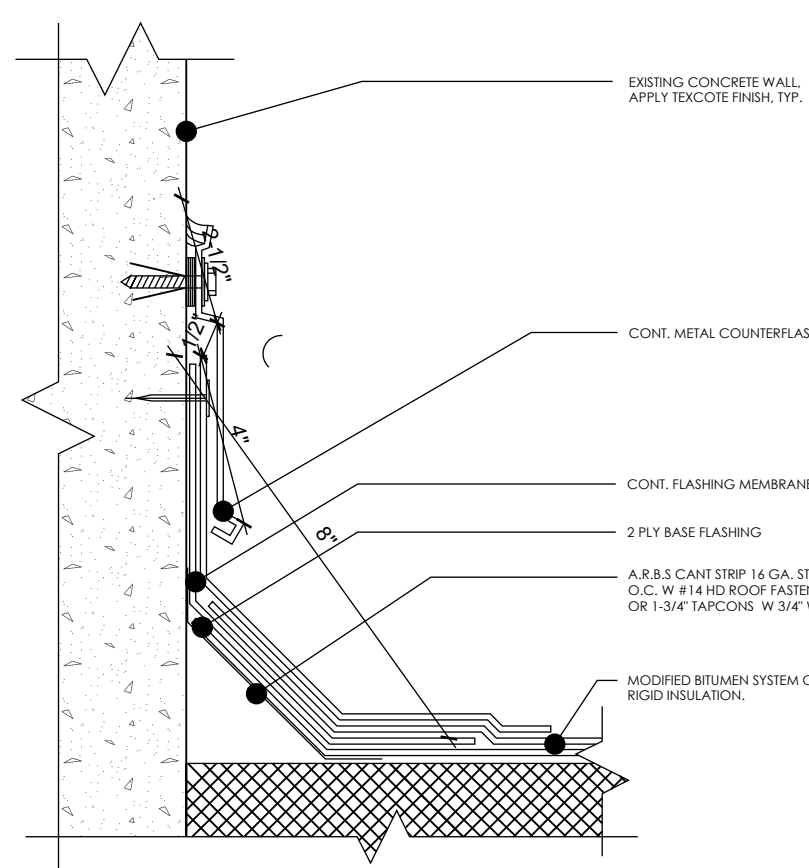 EXISTING CONCRETE WALL,
APPLY TEXCOTE FINISH, TYP.
1/2"
1/2"
CONT. METAL COUNTERFLAS
4"
CONT. FLASHING MEMBRANE
2 PLY BASE FLASHING
8"
A.R.B.S CANT STRIP 16 GA. ST
O.C. W #14 HD ROOF FASTEN
OR 1-3/4" TAPCONS W 3/4"
MODIFIED BITUMEN SYSTEM O
RIGID INSULATION.